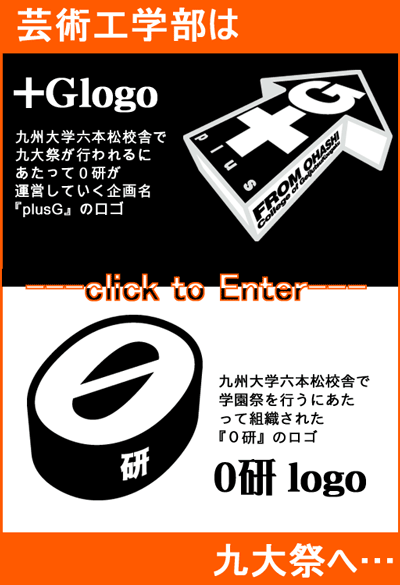 芸術工学部は
+Glogo
九州大学六本松校舎で
九大祭が行われるに
あたって０研が
運営していく企画名
『plusG』のロゴ
+G
plus
FROM OHASHI
---click to Enter---
0
研
九州大学六本松校舎で
学園祭を行うにあた
って組織された
『０研』のロゴ
0研 logo
九大祭へ…